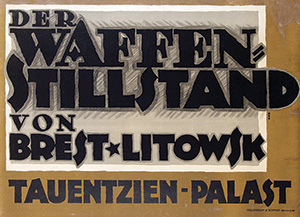 DER
WAFFEN=
STILLSTAND
VON
BREST★LITOWSK
TAUENTZIEN-PALAST